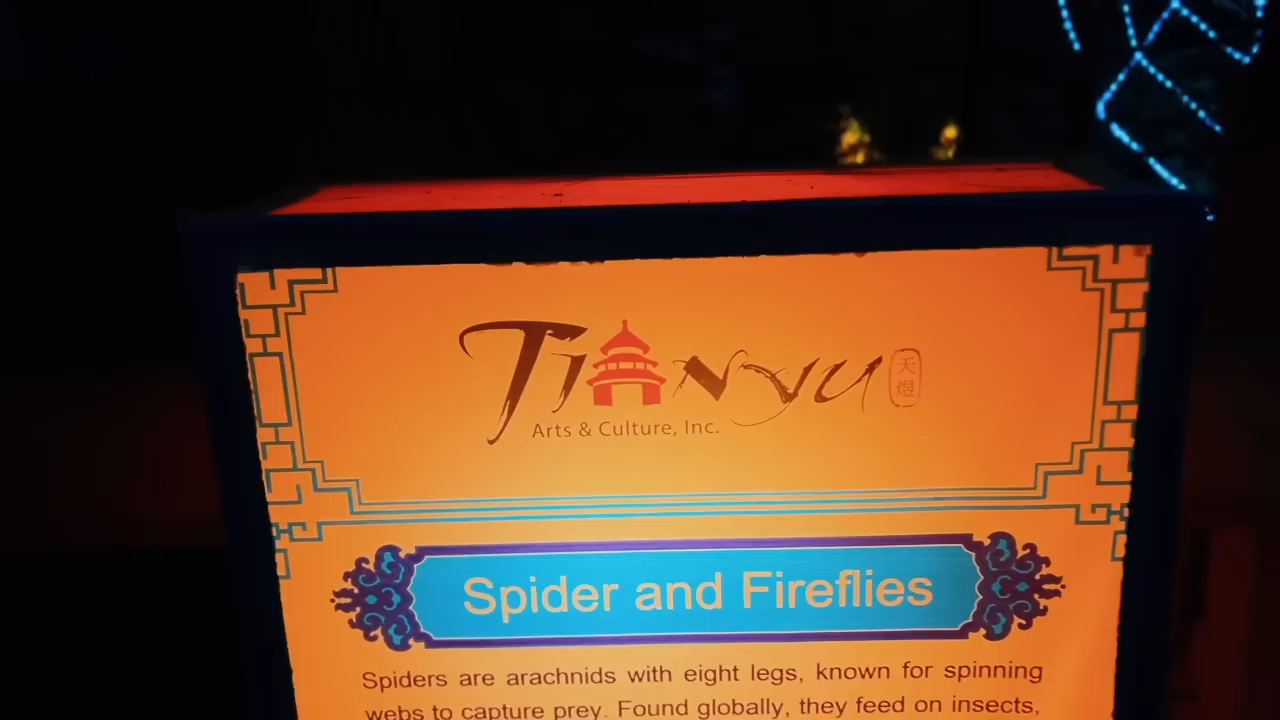 Tianyu
天煜
Arts & Culture, Inc.
Spider and Fireflies
Spiders are arachnids with eight legs, known for spinning
webs to capture prey. Found globally, they feed on insects,